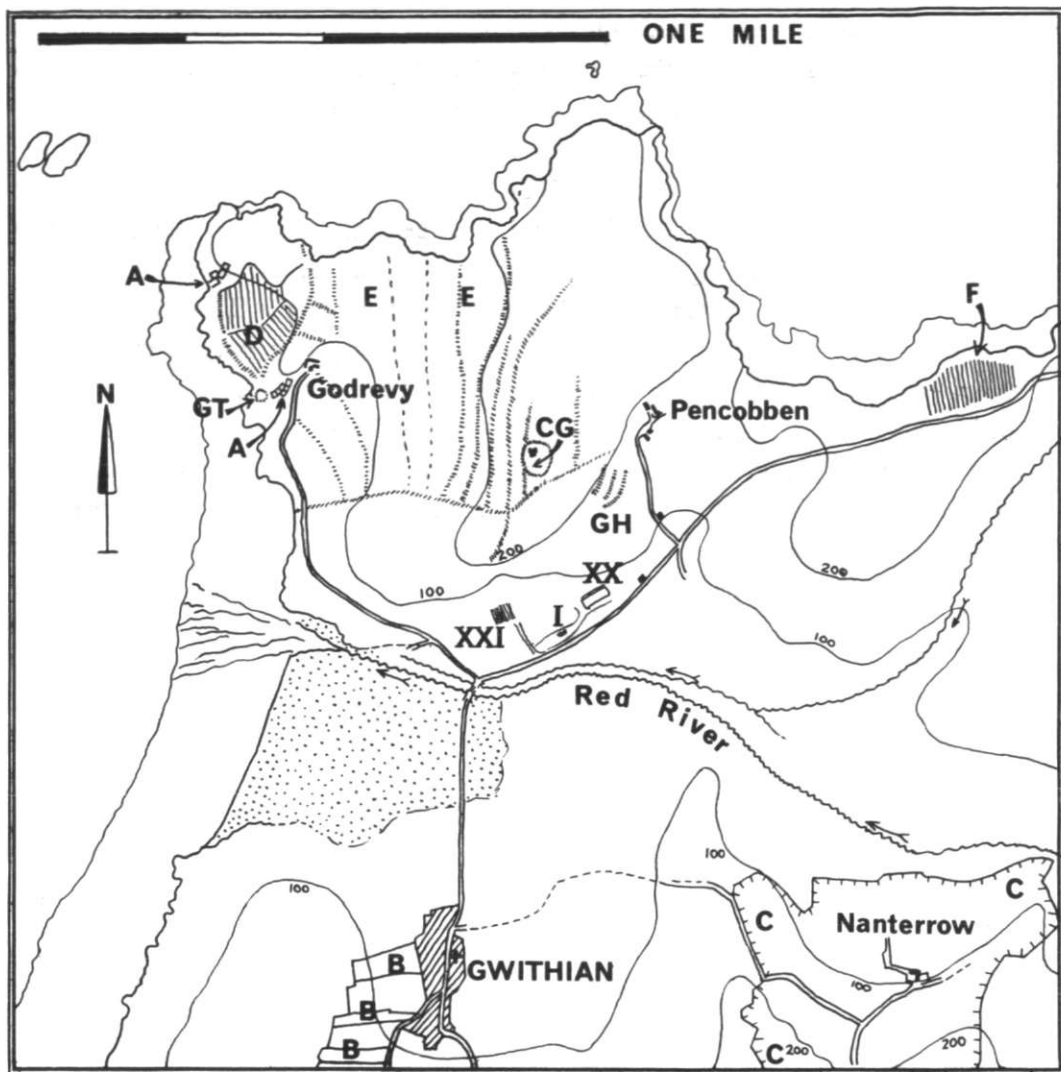 ONE MILE
A
E E
F
D
N
Godrevy
GT
A
CG
Pencobben
GH
200
200
100
XX
I
XXI
100
Red River
100
100
C
C
Nanterrow
B
GWITHIAN
100
B
B
C 200
200